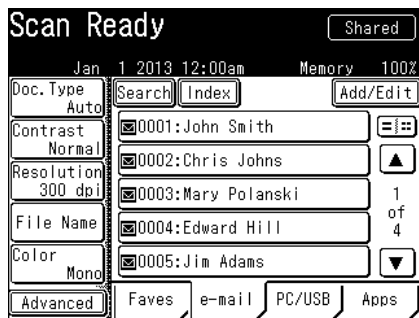 Scan Ready
Shared
Jan 1 2013 12:00am Memory 100%
Doc. Type
Auto
Contrast
Normal
Resolution
300 dpi
File Name
Color
Mono
Advanced
Search Index Add/Edit
0001:John Smith
0002:Chris Johns
0003:Mary Polanski
0004:Edward Hill
0005:Jim Adams
1
of
4
Faves e-mail PC/USB Apps